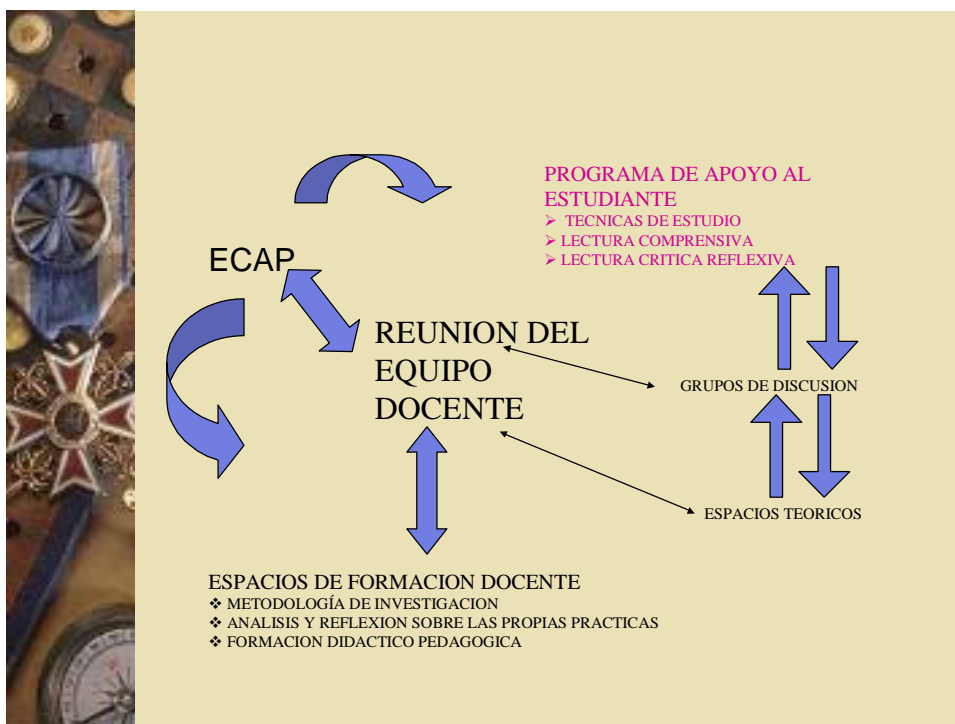 PROGRAMA DE APOYO AL
ESTUDIANTE
➢ TECNICAS DE ESTUDIO
➢ LECTURA COMPRENSIVA
➢ LECTURA CRITICA REFLEXIVA
ECAP
REUNION DEL
EQUIPO
DOCENTE
GRUPOS DE DISCUSION
ESPACIOS TEORICOS
ESPACIOS DE FORMACION DOCENTE
❖ METODOLOGÍA DE INVESTIGACION
❖ ANALISIS Y REFLEXION SOBRE LAS PROPIAS PRACTICAS
❖ FORMACION DIDACTICO PEDAGOGICA